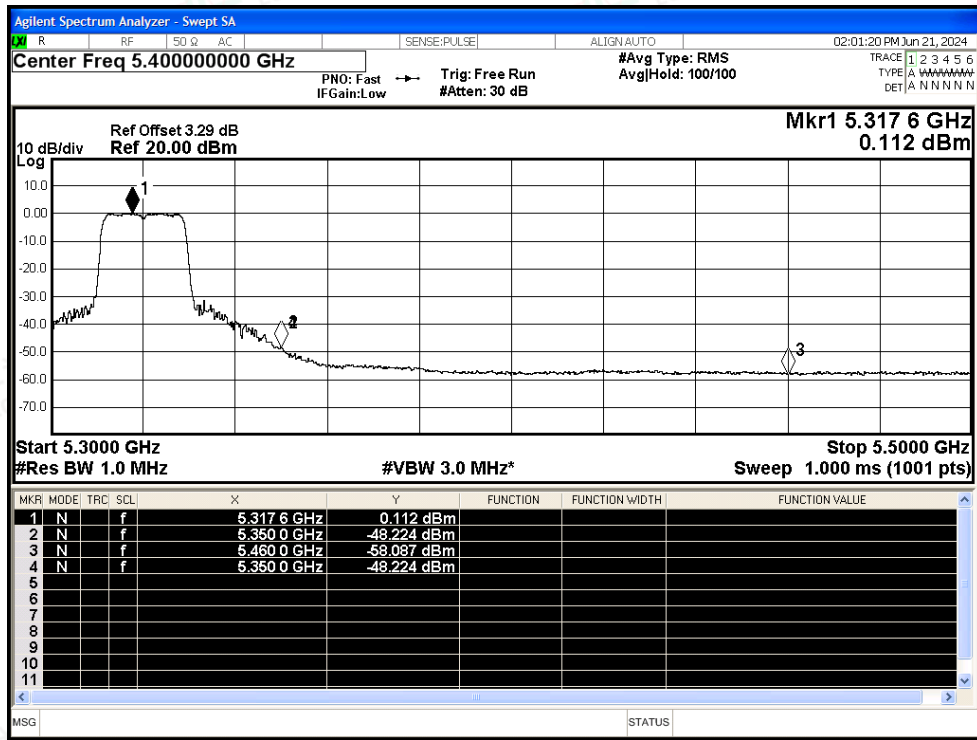 Agilent Spectrum Analyzer - Swept SA
LXI R RF 50 Ω AC SENSE:PULSE ALIGN AUTO 02:01:20 PM Jun 21, 2024
Center Freq 5.400000000 GHz #Avg Type: RMS TRACE 1 2 3 4 5 6
PNO: Fast Trig: Free Run Avg|Hold: 100/100 TYPE A WWWWW
IFGain:Low #Atten: 30 dB DET A N N N N N
Mkr1 5.317 6 GHz
Ref Offset 3.29 dB
10 dB/div Ref 20.00 dBm 0.112 dBm
Log
10.0
0.00
-10.0
-20.0
-30.0
-40.0
-50.0
-60.0
-70.0
1
2
3
Start 5.3000 GHz Stop 5.5000 GHz
#Res BW 1.0 MHz #VBW 3.0 MHz* Sweep 1.000 ms (1001 pts)
MKR MODE TRC SCL X Y FUNCTION FUNCTION WIDTH FUNCTION VALUE
1 N f 5.317 6 GHz 0.112 dBm
2 N f 5.350 0 GHz -48.224 dBm
3 N f 5.460 0 GHz -58.087 dBm
4 N f 5.350 0 GHz -48.224 dBm
5
6
7
8
9
10
11
MSG STATUS